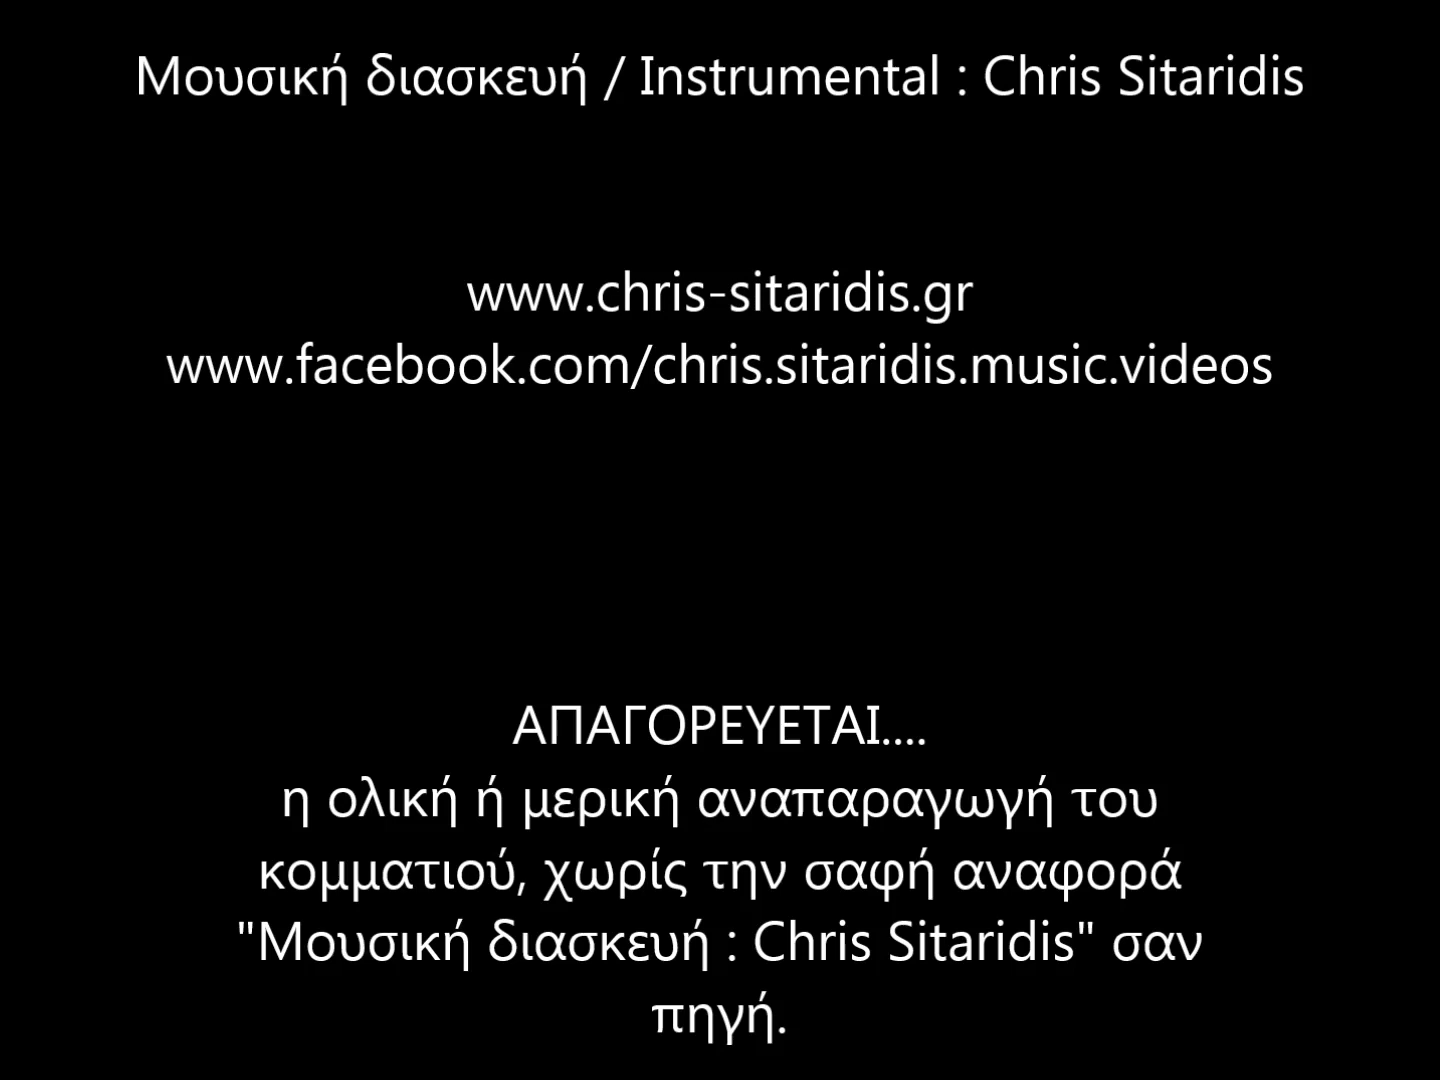 Μουσική διασκευή / Instrumental : Chris Sitaridis
www.chris-sitaridis.gr
www.facebook.com/chris.sitaridis.music.videos
ΑΠΑΓΟΡΕΥΕΤΑΙ....
η ολική ή μερική αναπαραγωγή του
κομματιού, χωρίς την σαφή αναφορά
"Μουσική διασκευή : Chris Sitaridis" σαν
πηγή.